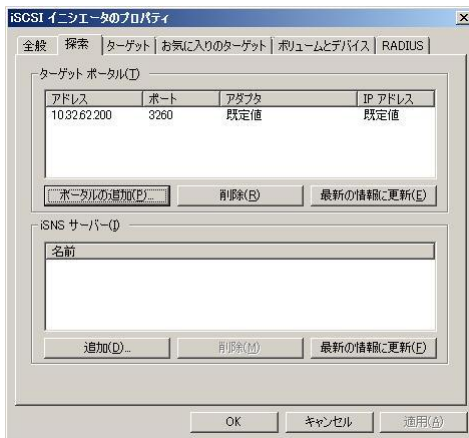 iSCSI イニシエータのプロパティ
全般 探索 ターゲット お気に入りのターゲット ボリュームとデバイス RADIUS
ターゲット ポータル(T)
アドレス ポート アダプタ IP アドレス
10.32.62.200 3260 既定値 既定値
ポータルの追加(P)... 削除(R) 最新の情報に更新(E)
iSNS サーバー(I)
名前
追加(D)... 削除(M) 最新の情報に更新(F)
OK キャンセル 適用(A)